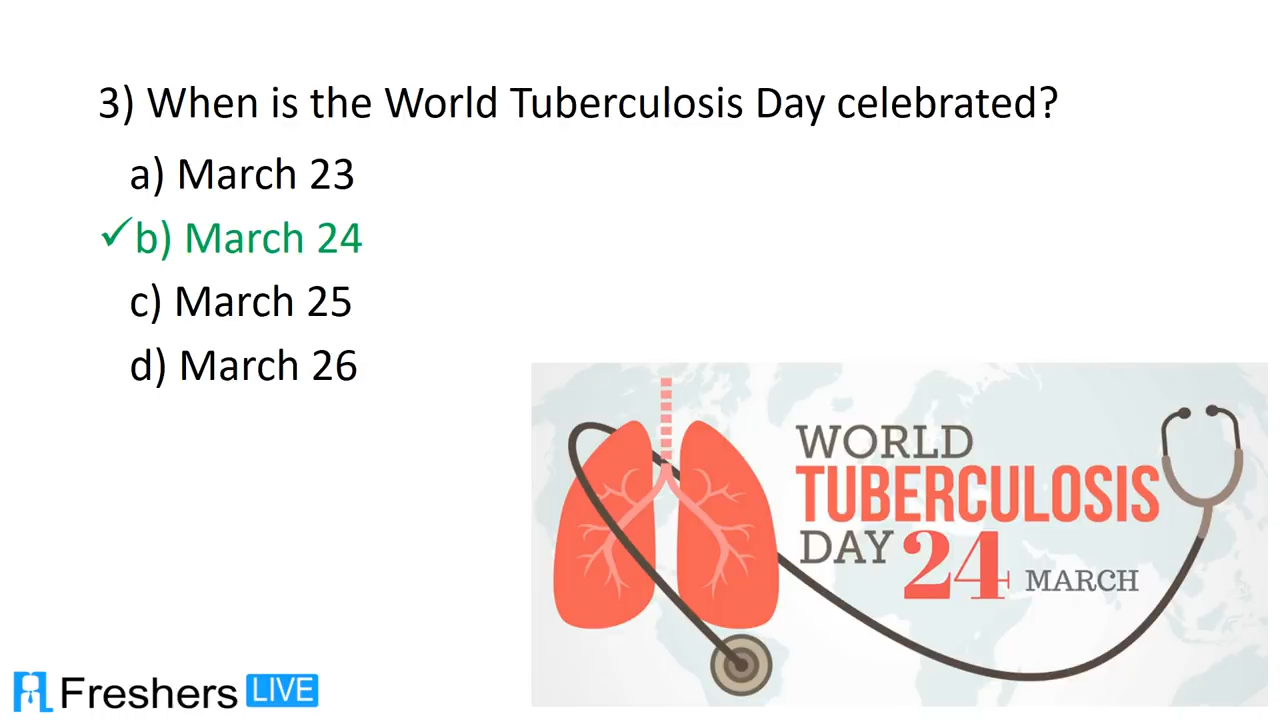 3) When is the World Tuberculosis Day celebrated?
a) March 23
✓b) March 24
c) March 25
d) March 26
WORLD
TUBERCULOSIS
DAY 24 MARCH
Freshers LIVE